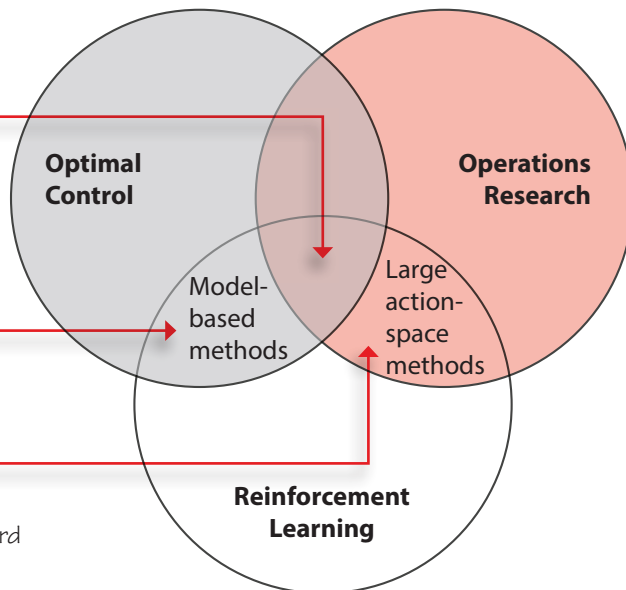 Optimal
Control
Operations
Research
Model-
based
methods
Large
action-
space
methods
Reinforcement
Learning